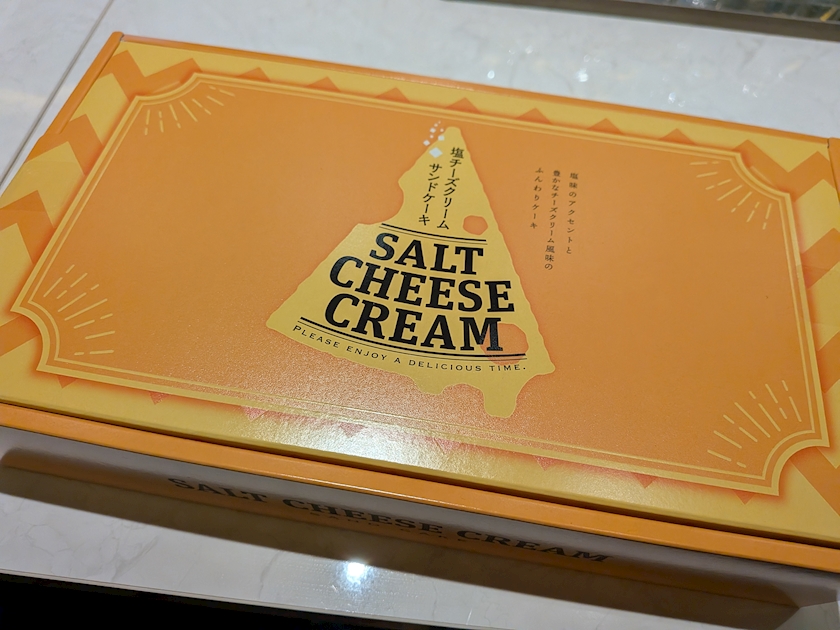 塩チーズクリーム
サンドケーキ
SALT
CHEESE
CREAM
PLEASE ENJOY A DELICIOUS TIME.
塩味のアクセントと
豊かなチーズクリーム風味の
ふんわりケーキ
SALT CHEESE CREAM